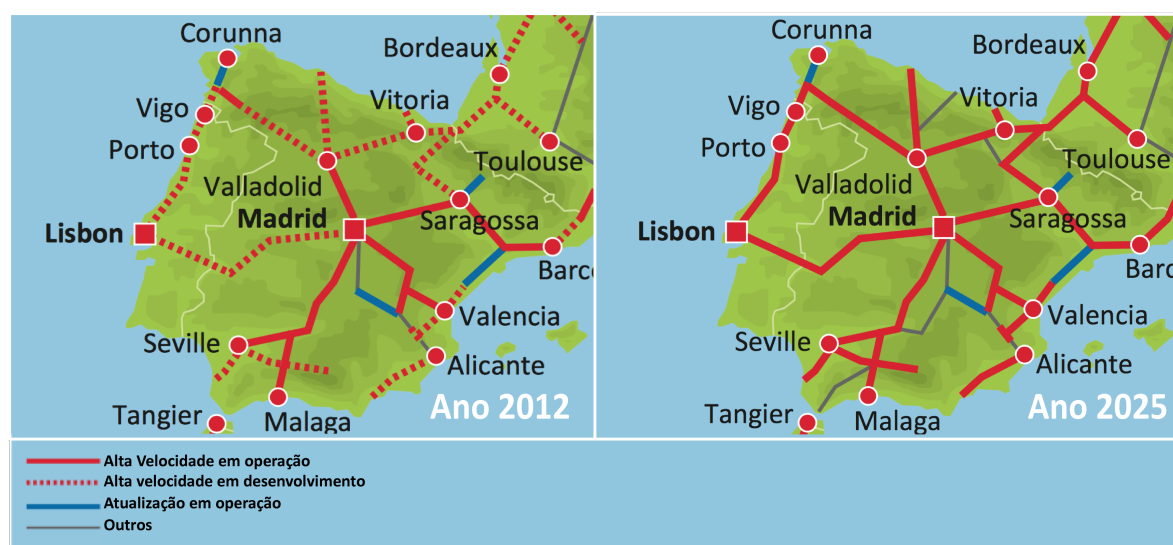 Corunna
Bordeaux
Vigo
Vitoria
Porto
Toulouse
Valladolid
Madrid
Saragossa
Lisbon
Barc
Valencia
Seville
Alicante
Tangier
Malaga
Ano 2012
Corunna
Bordeaux
Vigo
Vitoria
Porto
Toulouse
Valladolid
Madrid
Saragossa
Lisbon
Barc
Valencia
Seville
Alicante
Tangier
Malaga
Ano 2025
Alta Velocidade em operação
Alta velocidade em desenvolvimento
Atualização em operação
Outros